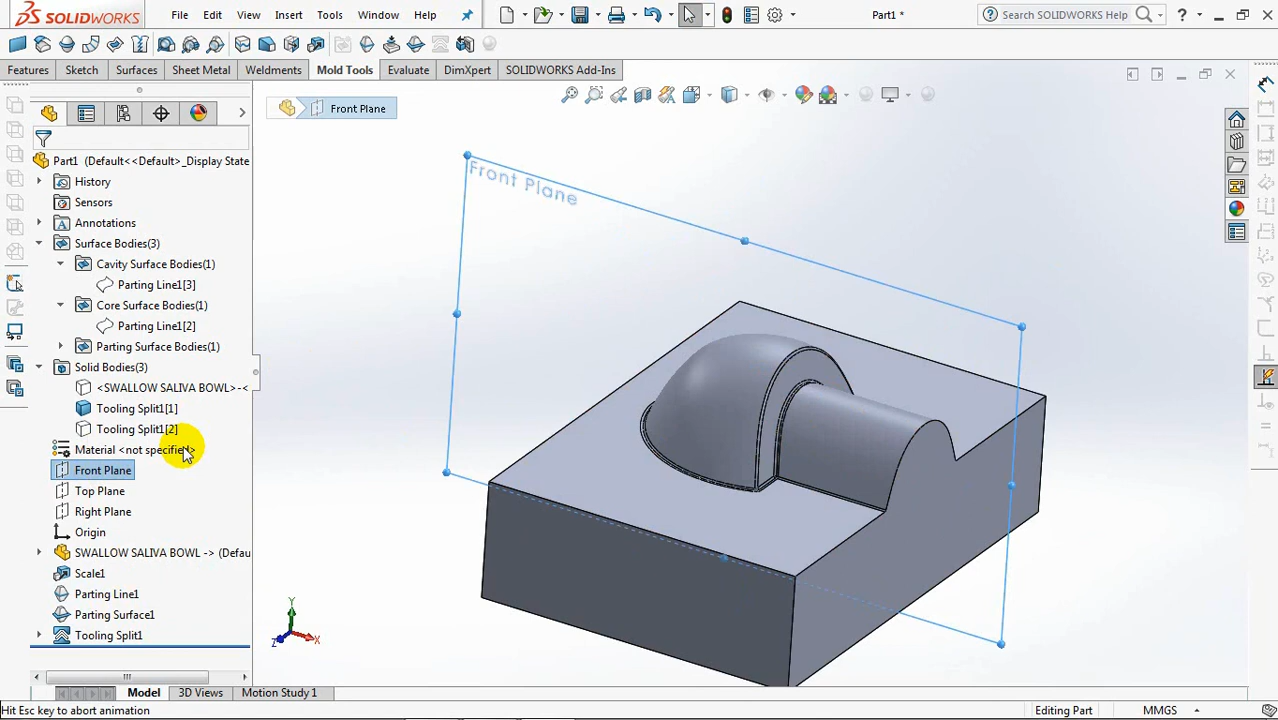 SOLIDWORKS
File
Edit
View
Insert
Tools
Window
Help
Part1 *
Search SOLIDWORKS Help
?
Features
Sketch
Surfaces
Sheet Metal
Weldments
Mold Tools
Evaluate
DimXpert
SOLIDWORKS Add-Ins
Front Plane
Part1 (Default<<Default>_Display State
History
Sensors
Annotations
Surface Bodies(3)
Cavity Surface Bodies(1)
Parting Line1[3]
Core Surface Bodies(1)
Parting Line1[2]
Parting Surface Bodies(1)
Solid Bodies(3)
<SWALLOW SALIVA BOWL>-<
Tooling Split1[1]
Tooling Split1[2]
Material <not specified>
Front Plane
Top Plane
Right Plane
Origin
SWALLOW SALIVA BOWL -> (Defau
Scale1
Parting Line1
Parting Surface1
Tooling Split1
Front Plane
Y
Z
X
Model
3D Views
Motion Study 1
Hit Esc key to abort animation
Editing Part
MMGS